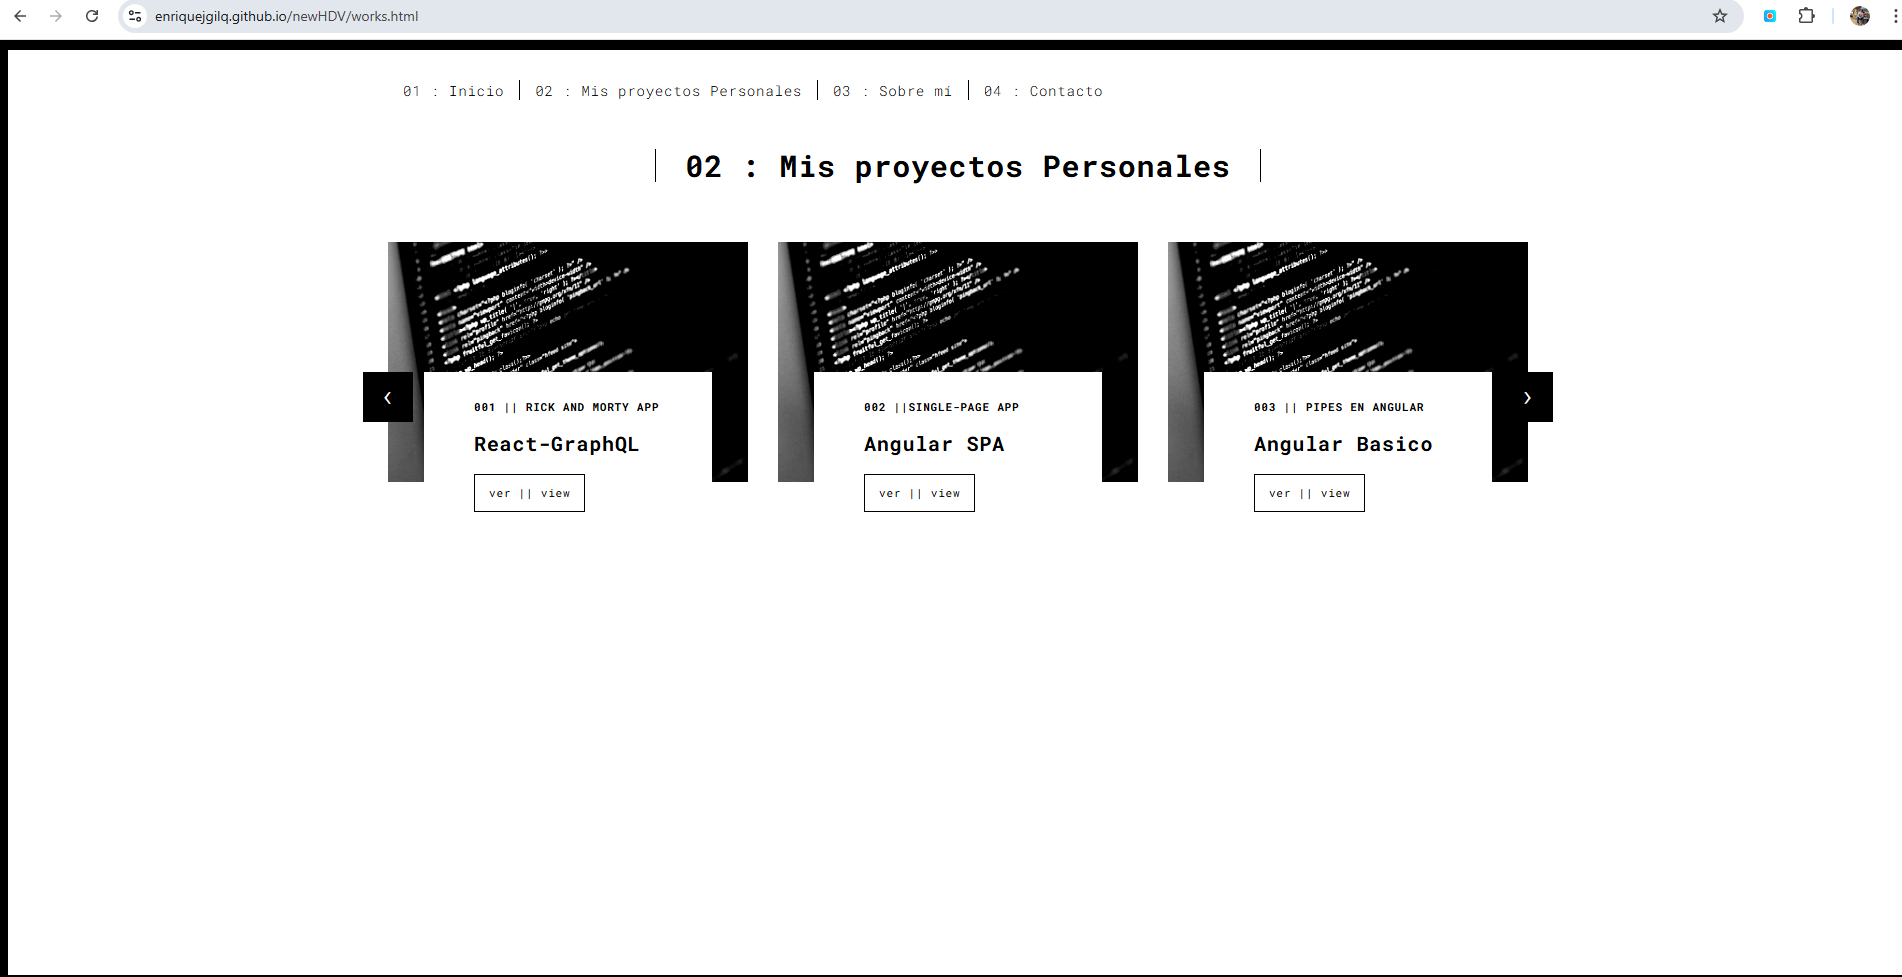 enriquejgilq.github.io/newHDV/works.html
01 : Inicio
02 : Mis proyectos Personales
03 : Sobre mí
04 : Contacto
02 : Mis proyectos Personales
‹
001 || RICK AND MORTY APP
React-GraphQL
ver || view
002 ||SINGLE-PAGE APP
Angular SPA
ver || view
003 || PIPES EN ANGULAR
Angular Basico
ver || view
›